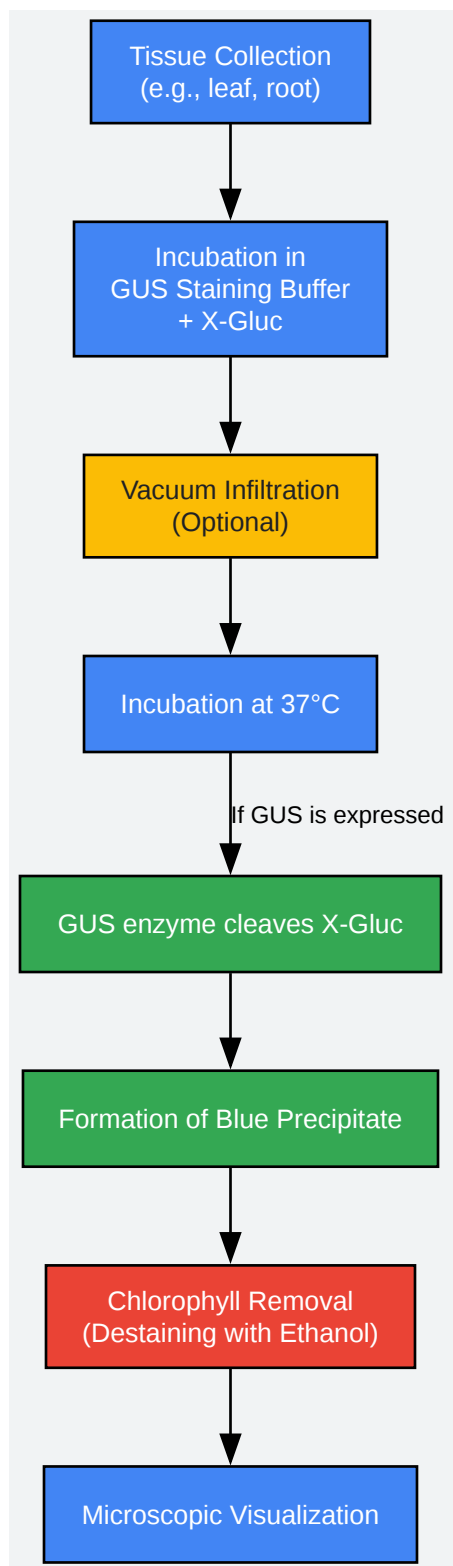 Tissue Collection
(e.g., leaf, root)
Incubation in
GUS Staining Buffer
+ X-Gluc
Vacuum Infiltration
(Optional)
Incubation at 37°C
If GUS is expressed
GUS enzyme cleaves X-Gluc
Formation of Blue Precipitate
Chlorophyll Removal
(Destaining with Ethanol)
Microscopic Visualization